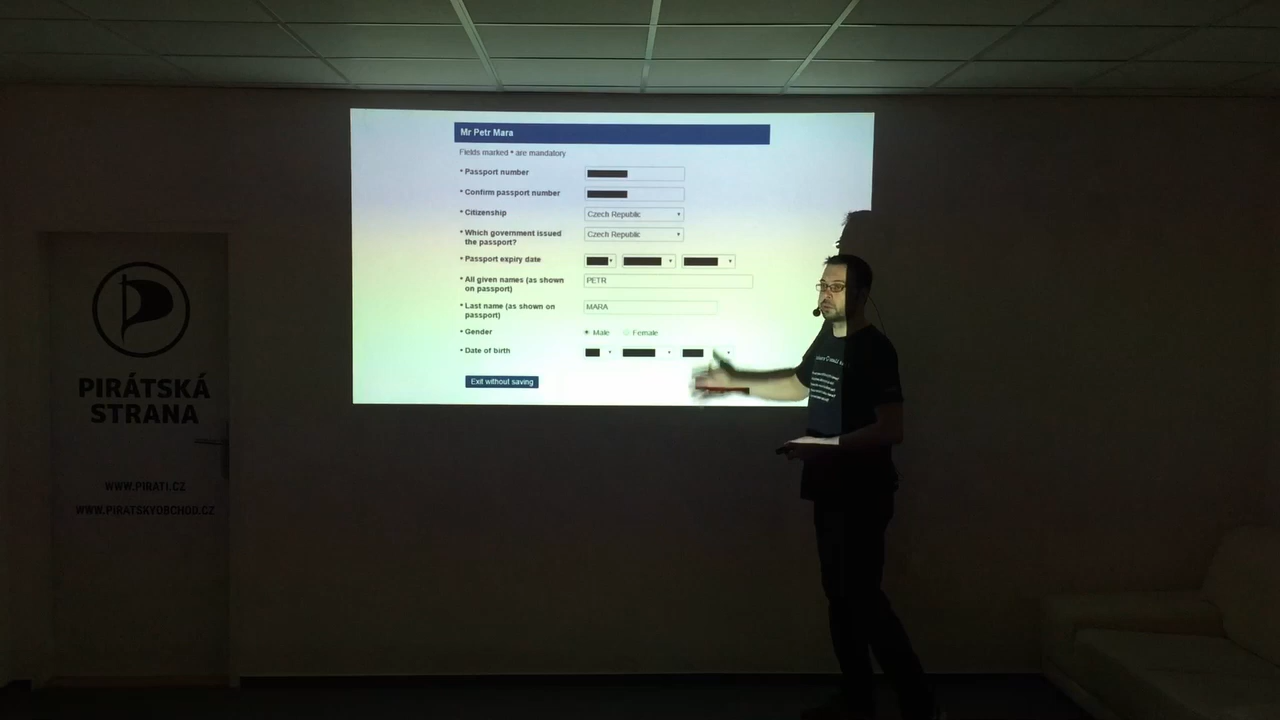 Mr Petr Mara
Fields marked * are mandatory
* Passport number
* Confirm passport number
* Citizenship
Czech Republic
* Which government issued
the passport?
Czech Republic
* Passport expiry date
* All given names (as shown
on passport)
PETR
* Last name (as shown on
passport)
MARA
* Gender
Male
Female
* Date of birth
Exit without saving
PIRÁTSKÁ
STRANA
WWW.PIRATI.CZ
WWW.PIRATSKYOBCHOD.CZ